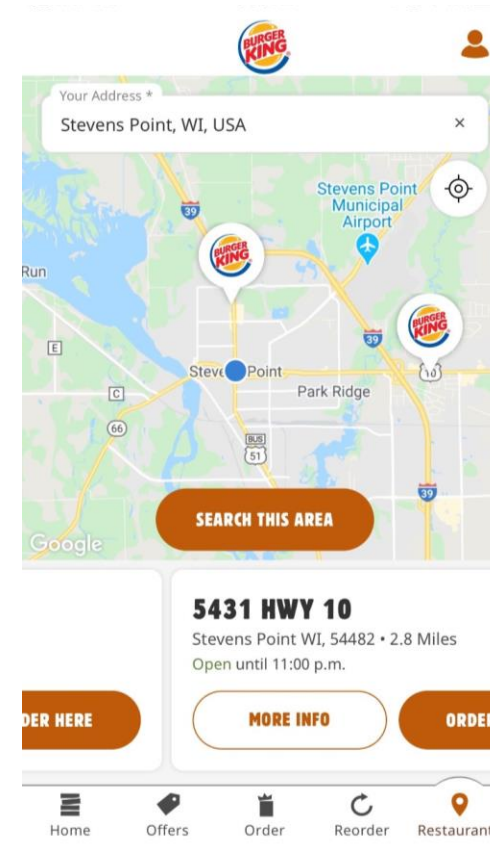 BURGER
KING
Your Address *
Stevens Point, WI, USA
×
Stevens Point
Municipal
Airport
39
BURGER
KING
Run
BURGER
KING
E
39
10
Steve Point
C
Park Ridge
66
BUS
51
39
SEARCH THIS AREA
Google
5431 HWY 10
Stevens Point WI, 54482 • 2.8 Miles
Open until 11:00 p.m.
DER HERE
MORE INFO
ORDE
Home
Offers
Order
Reorder
Restaurant